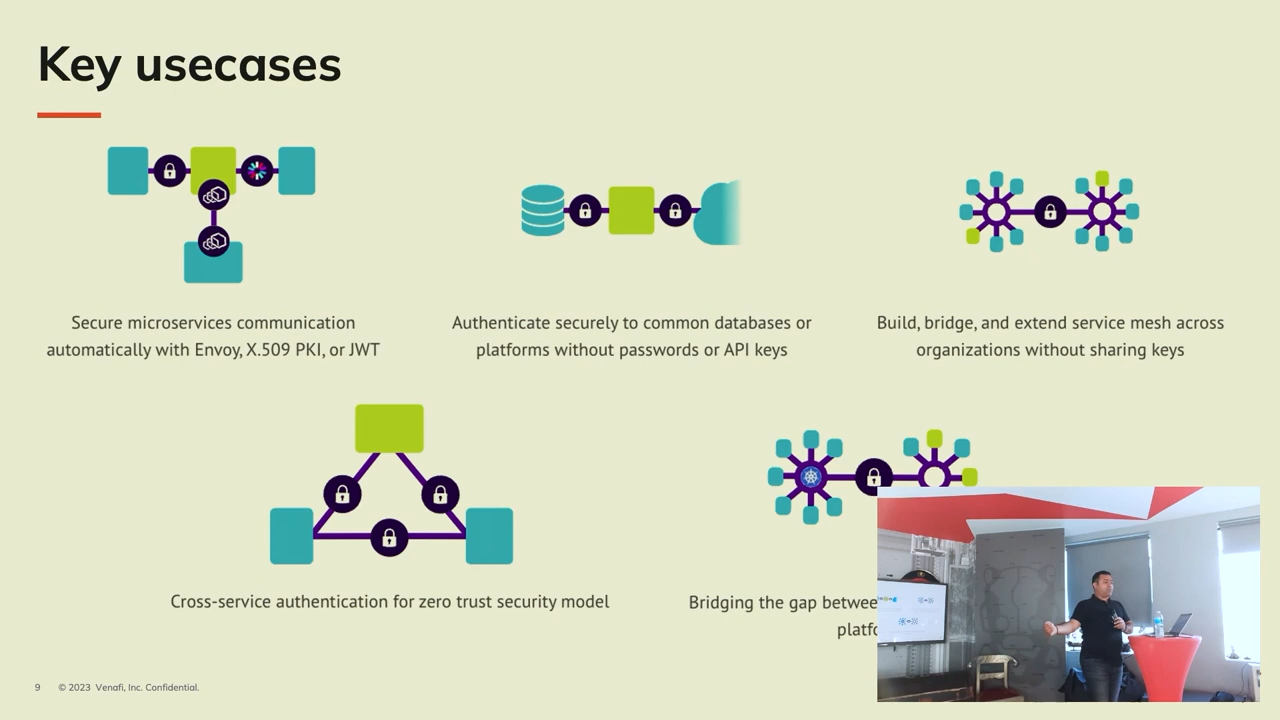 Key usecases
Secure microservices communication
automatically with Envoy, X.509 PKI, or JWT
Authenticate securely to common databases or
platforms without passwords or API keys
Build, bridge, and extend service mesh across
organizations without sharing keys
Cross-service authentication for zero trust security model
Bridging the gap
9 © 2023 Venafi, Inc. Confidential.